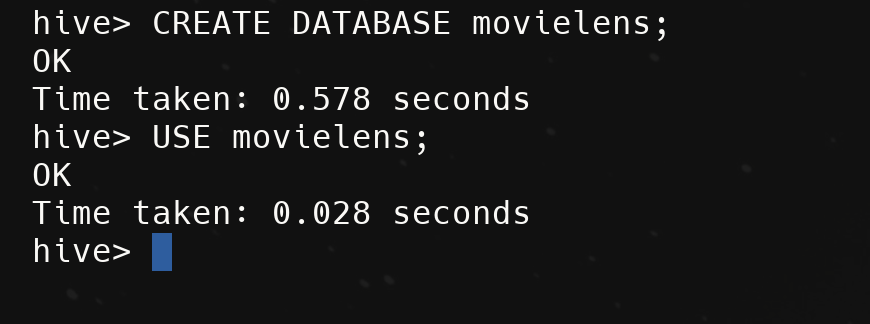 hive> CREATE DATABASE movielens;
OK
Time taken: 0.578 seconds
hive> USE movielens;
OK
Time taken: 0.028 seconds
hive>